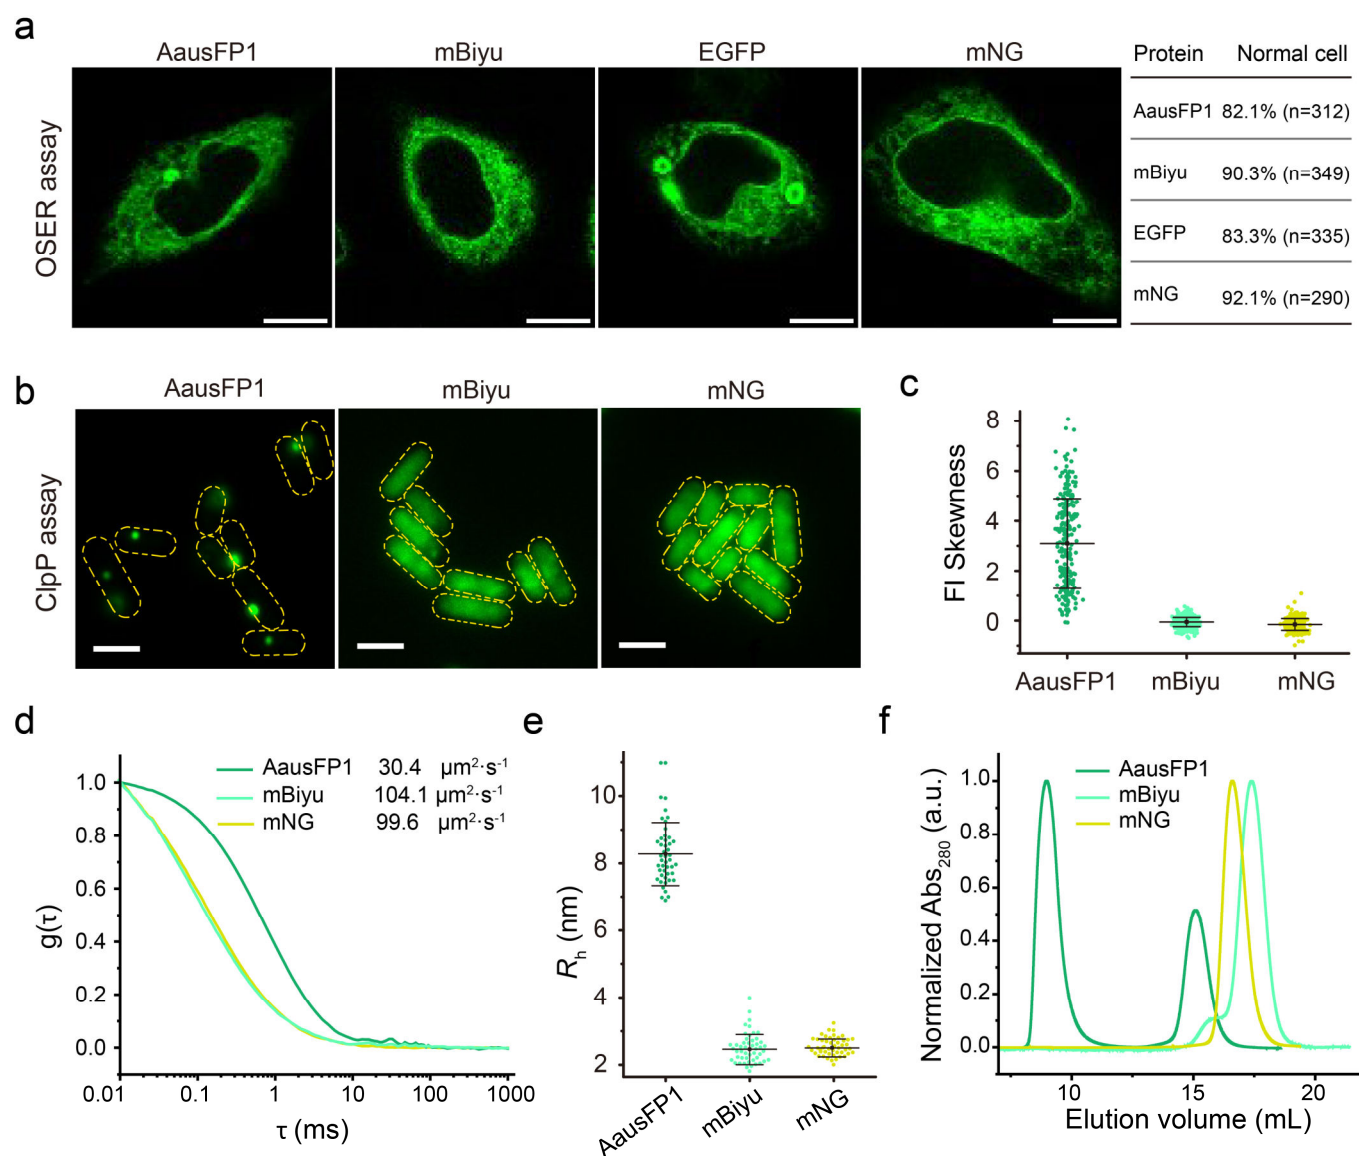 a
AausFP1 mBiyu EGFP mNG
OSER assay
Protein Normal cell
AausFP1 82.1% (n=312)
mBiyu 90.3% (n=349)
EGFP 83.3% (n=335)
mNG 92.1% (n=290)
b
AausFP1 mBiyu mNG
ClpP assay
c
FI Skewness
8
6
4
2
0
AausFP1 mBiyu mNG
d
g(τ)
1.0
0.8
0.6
0.4
0.2
0.0
AausFP1 30.4 µm²·s⁻¹
mBiyu 104.1 µm²·s⁻¹
mNG 99.6 µm²·s⁻¹
0.01 0.1 1 10 100 1000
τ (ms)
e
Rₕ (nm)
10
8
6
4
2
AausFP1 mBiyu mNG
f
Normalized Abs₂₈₀ (a.u.)
1.0
0.8
0.6
0.4
0.2
0.0
AausFP1
mBiyu
mNG
10 15 20
Elution volume (mL)